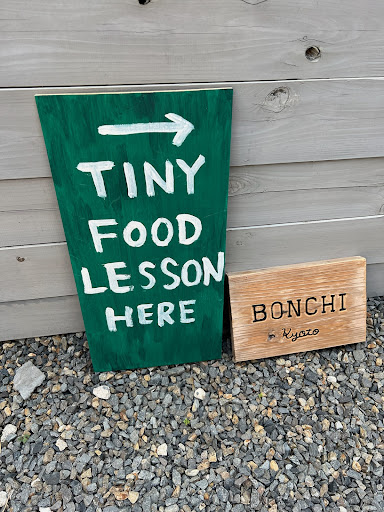 TINY
FOOD
LESSON
HERE
BONCHI
Kyoto